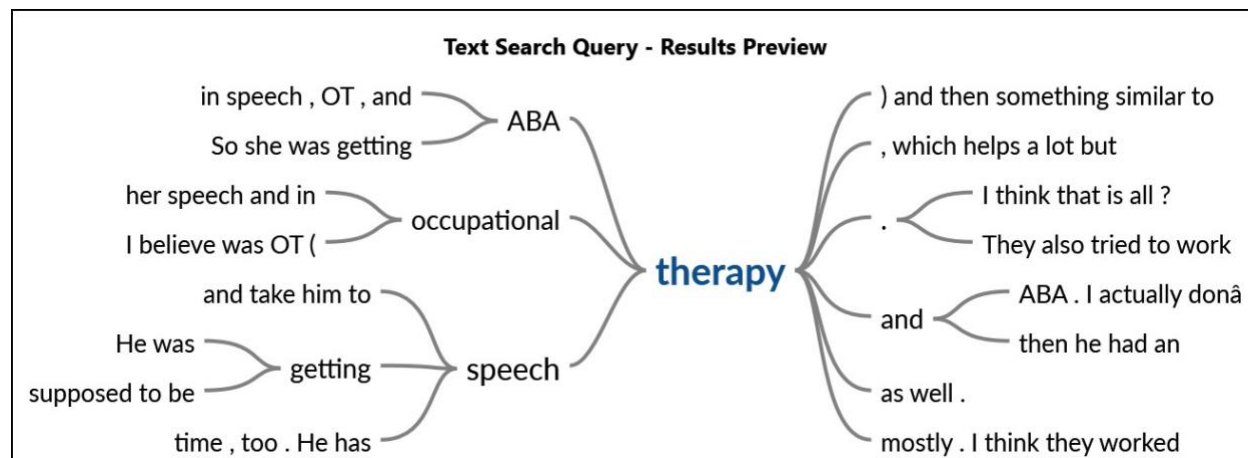 Text Search Query - Results Preview
in speech , OT , and
So she was getting
ABA
her speech and in
I believe was OT (
occupational
and take him to
He was
supposed to be
getting
time , too . He has
speech
therapy
) and then something similar to
, which helps a lot but
.
I think that is all ?
They also tried to work
and
ABA . I actually donâ
then he had an
as well .
mostly . I think they worked